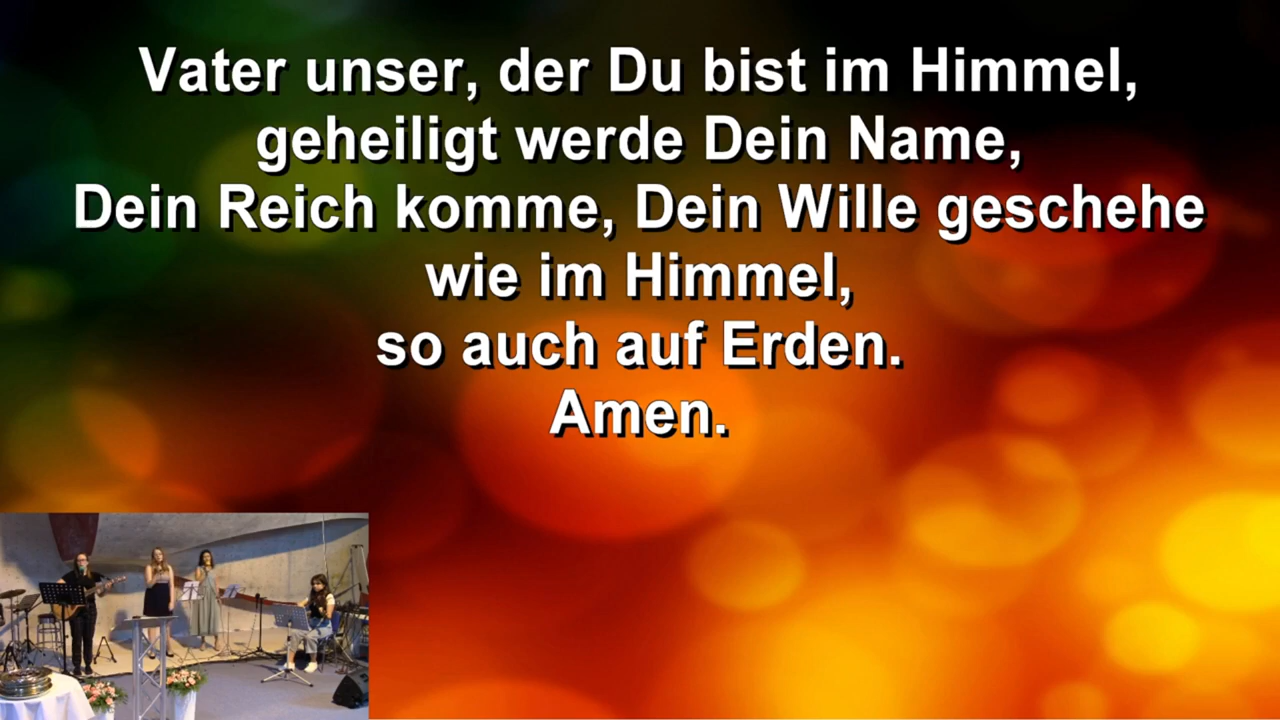 Vater unser, der Du bist im Himmel,
geheiligt werde Dein Name,
Dein Reich komme, Dein Wille geschehe
wie im Himmel,
so auch auf Erden.
Amen.